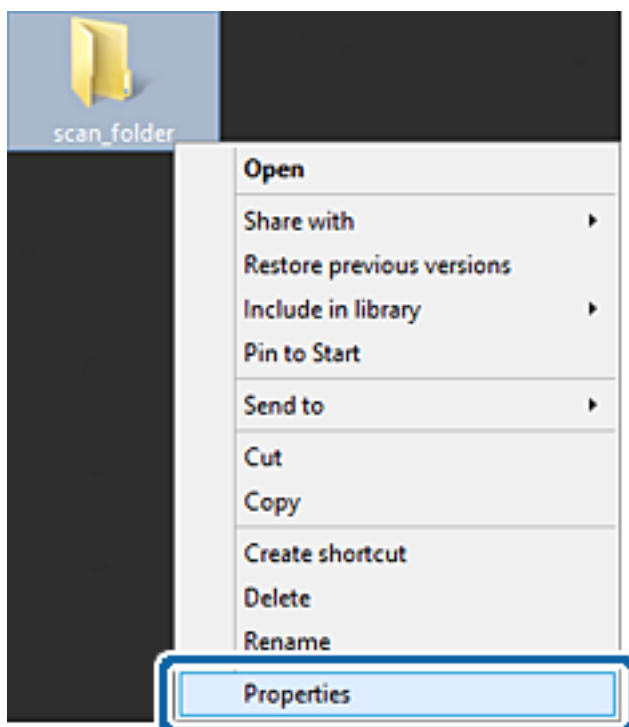 scan_folder
Open
Share with
Restore previous versions
Include in library
Pin to Start
Send to
Cut
Copy
Create shortcut
Delete
Rename
Properties